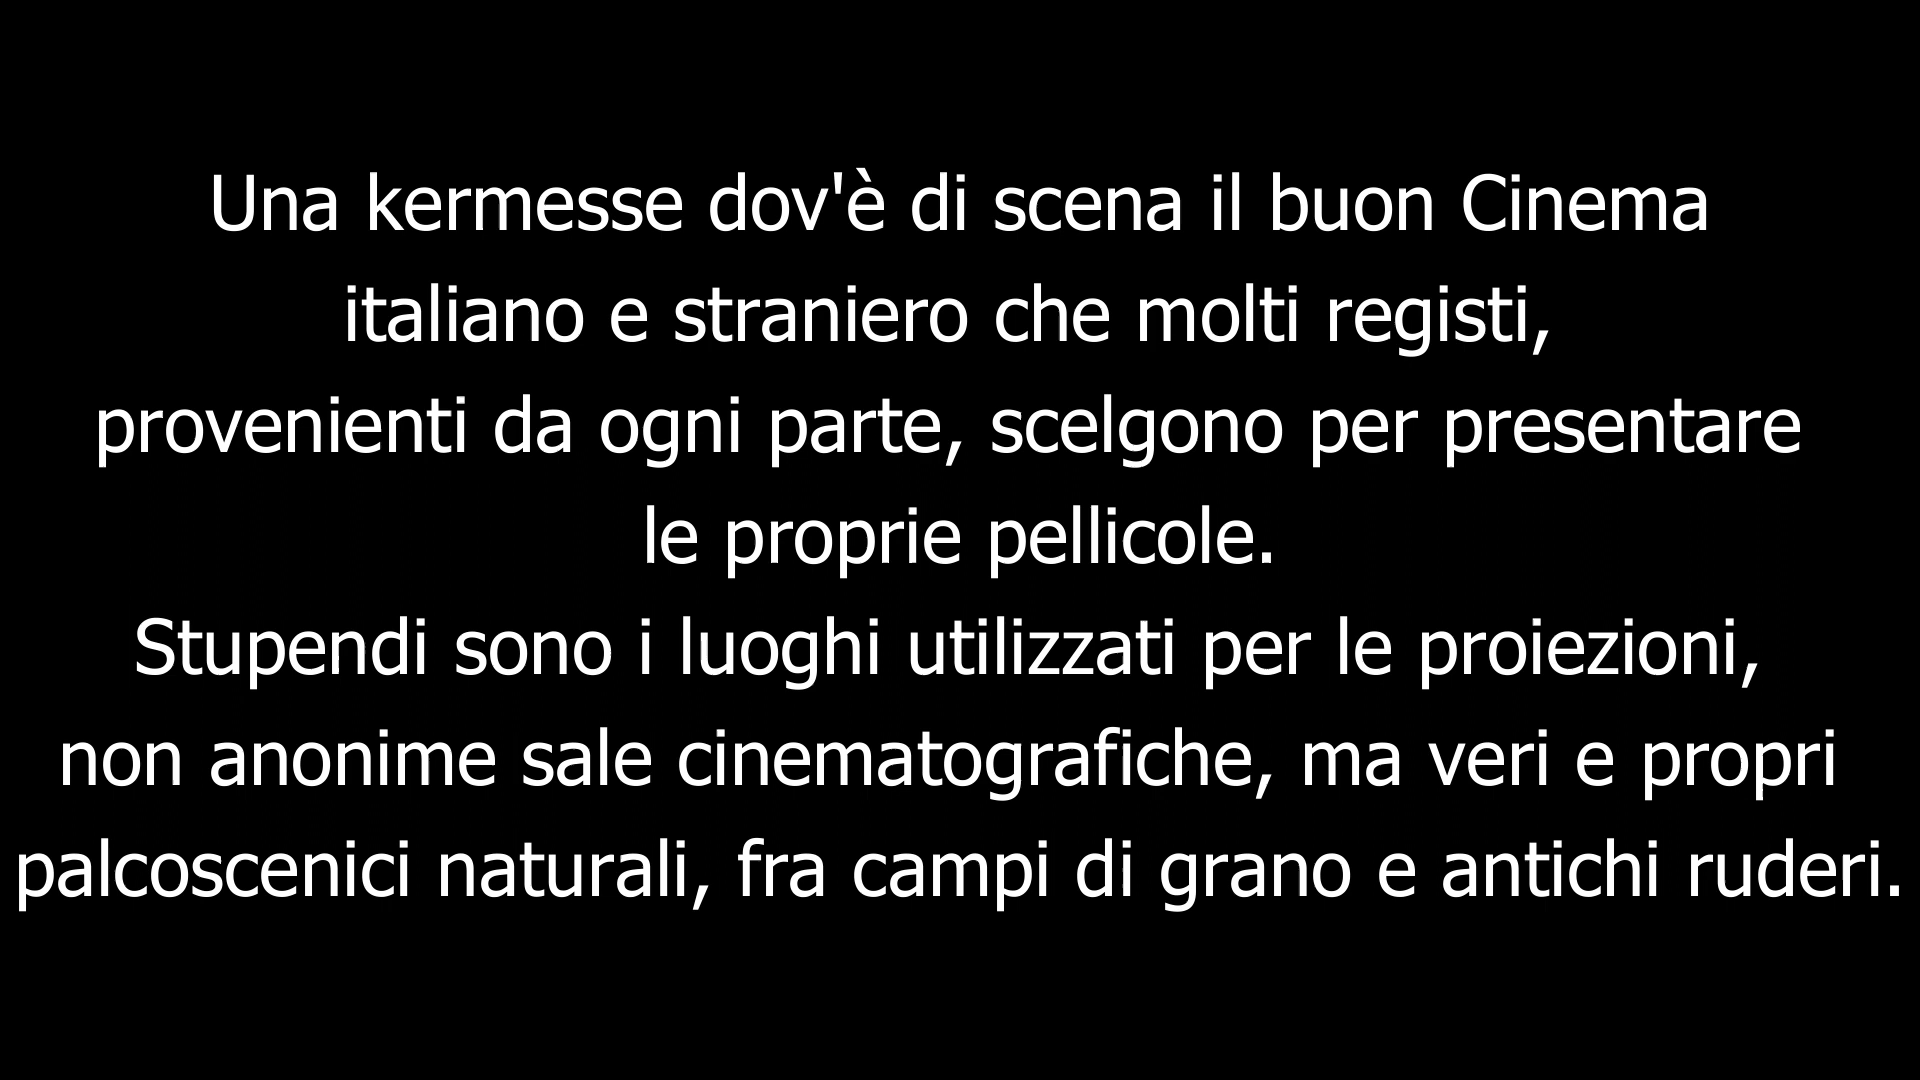 Una kermesse dov'è di scena il buon Cinema
italiano e straniero che molti registi,
provenienti da ogni parte, scelgono per presentare
le proprie pellicole.
Stupendi sono i luoghi utilizzati per le proiezioni,
non anonime sale cinematografiche, ma veri e propri
palcoscenici naturali, fra campi di grano e antichi ruderi.